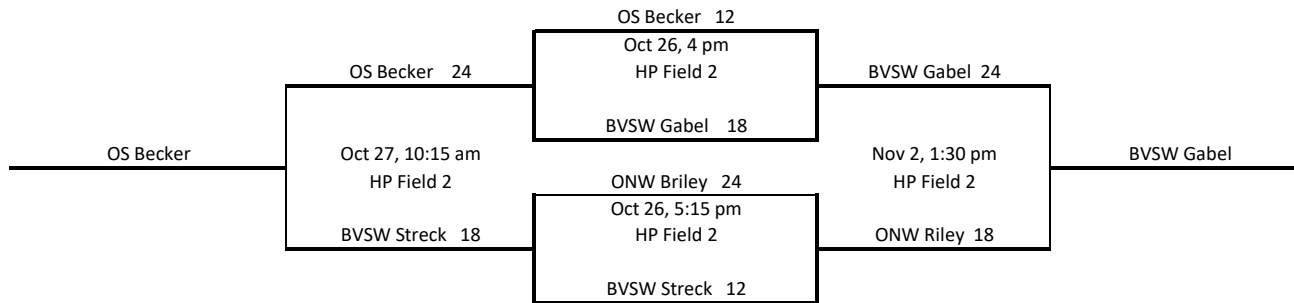 OS Becker 12
Oct 26, 4 pm
OS Becker 24
HP Field 2
BVSW Gabel 24
BVSW Gabel 18
OS Becker
Oct 27, 10:15 am
Nov 2, 1:30 pm
BVSW Gabel
HP Field 2
ONW Briley 24
HP Field 2
Oct 26, 5:15 pm
BVSW Streck 18
HP Field 2
ONW Riley 18
BVSW Streck 12